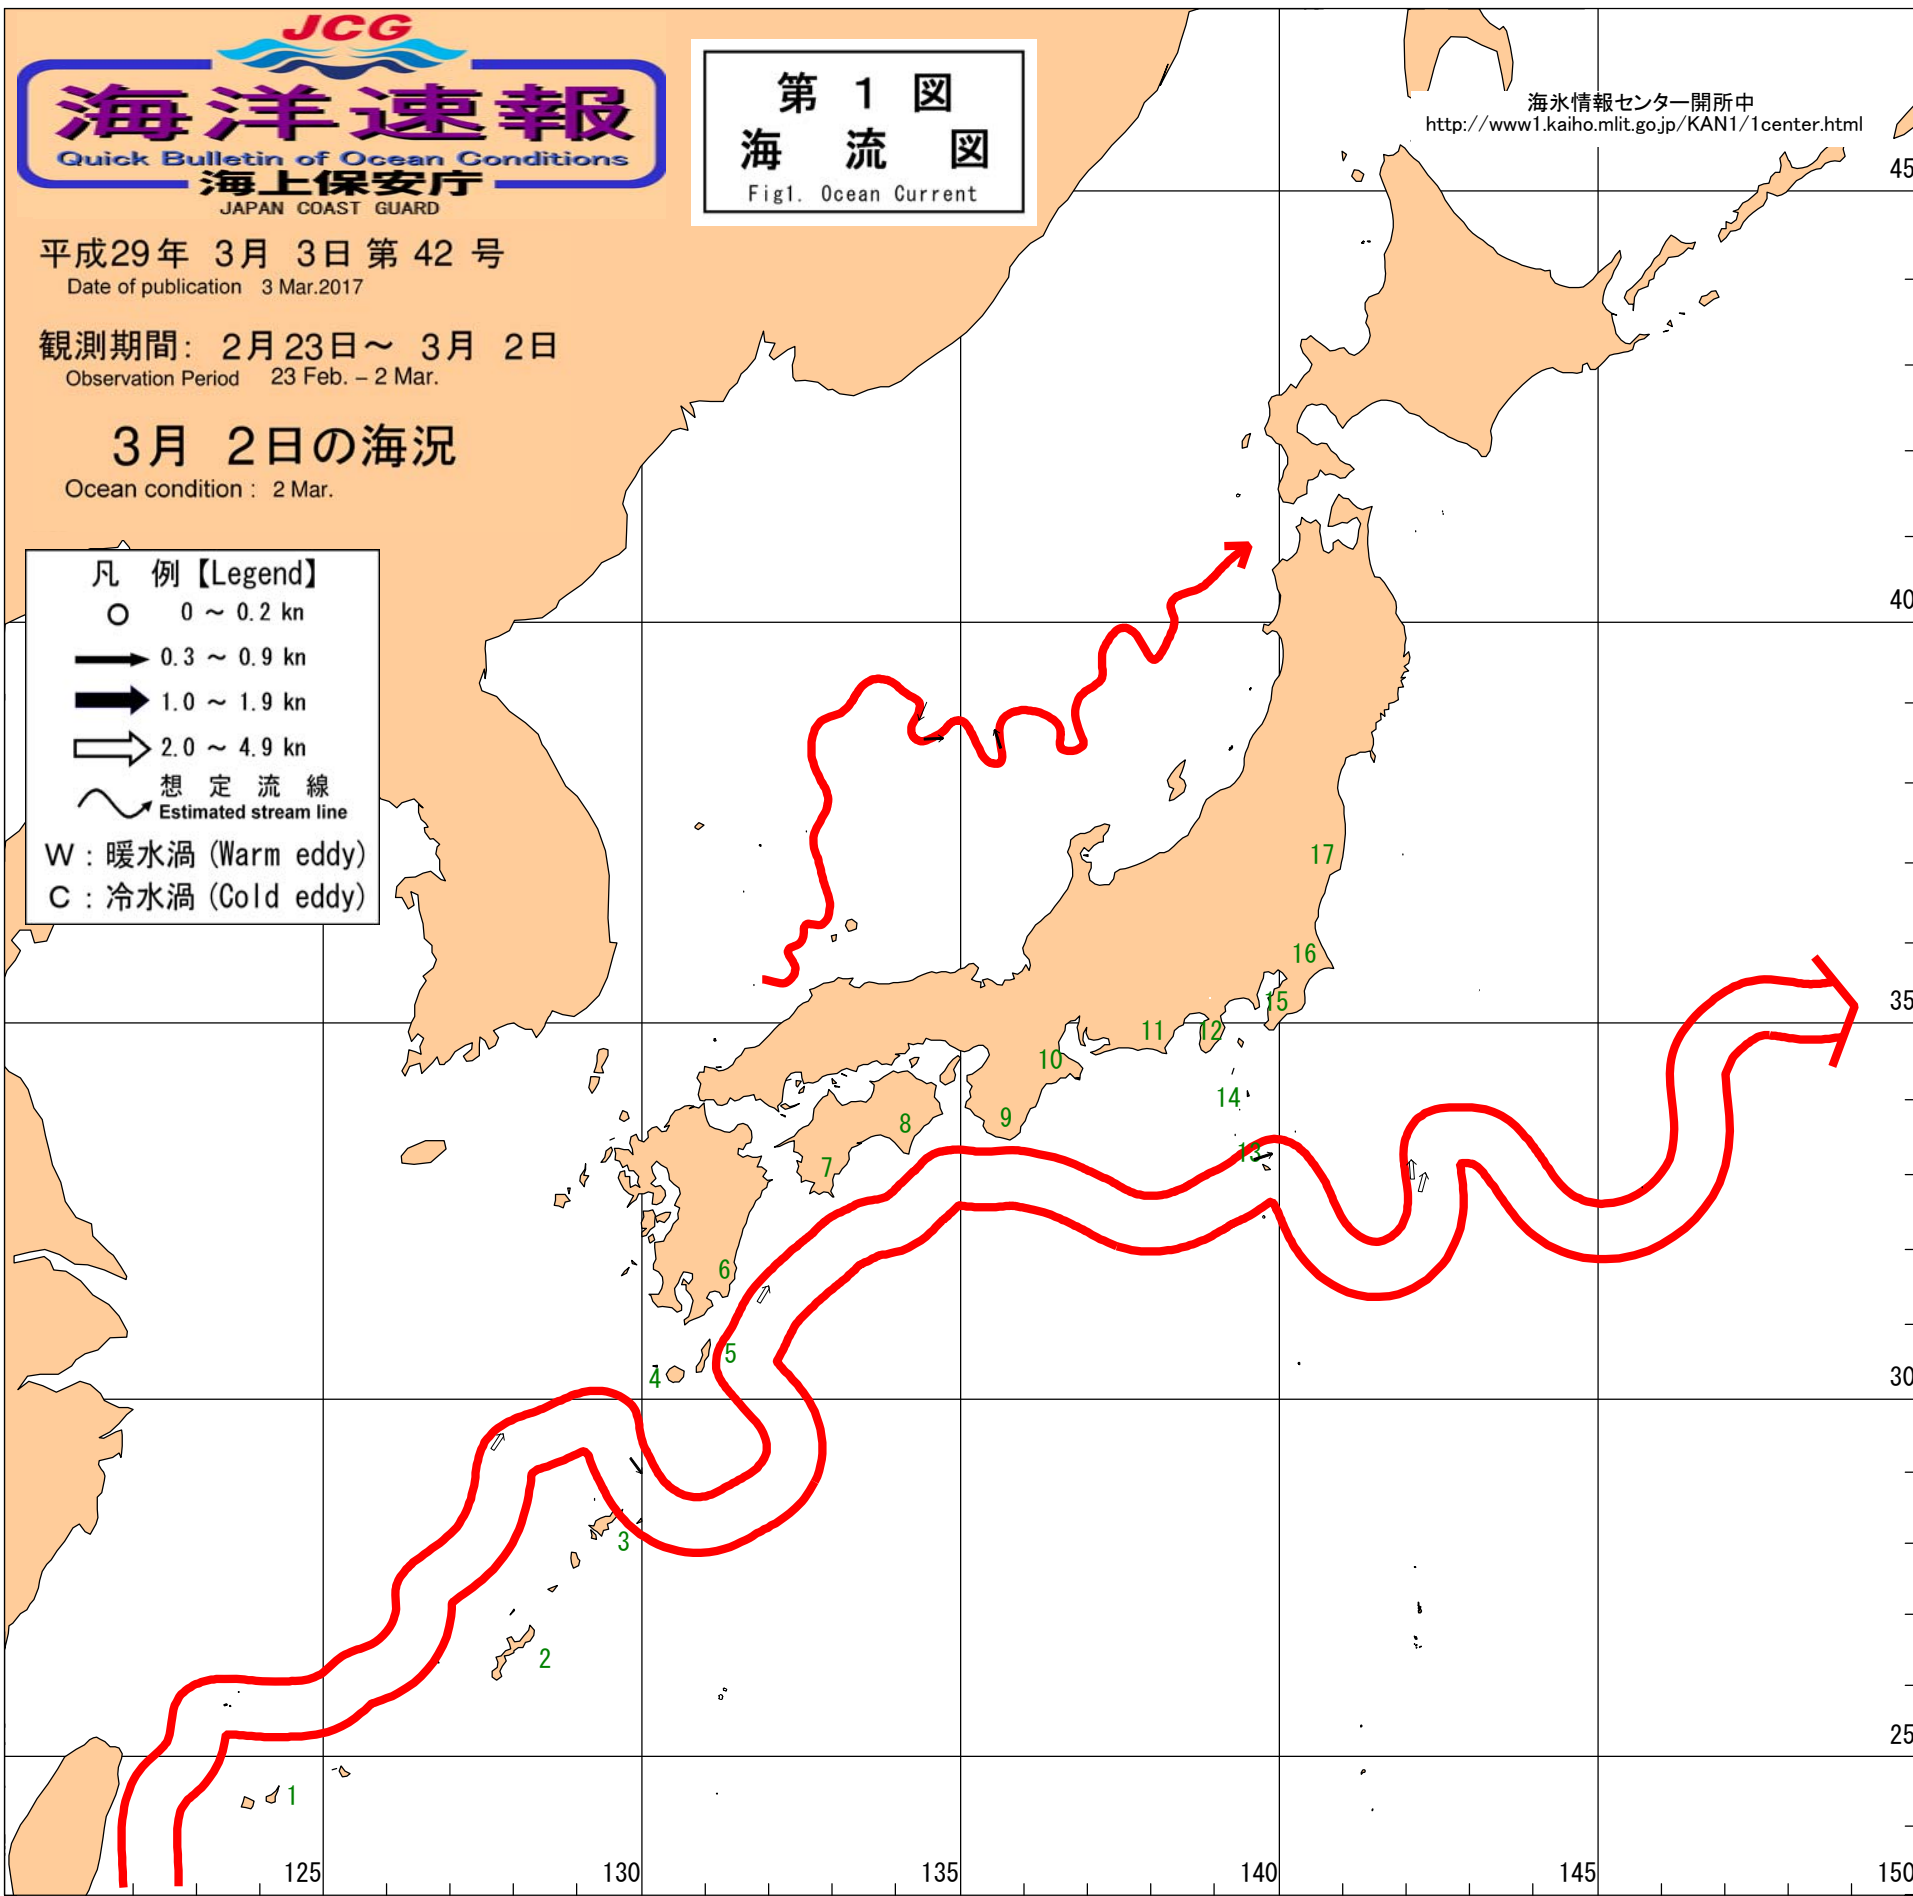 JCG
海洋速報
Quick Bulletin of Ocean Conditions
海上保安庁
JAPAN COAST GUARD
第 1 図
海 流 図
Fig1. Ocean Current
海氷情報センター開所中
http://www1.kaiho.mlit.go.jp/KAN1/1center.html
平成29年 3月 3日 第 42 号
Date of publication 3 Mar.2017
観測期間: 2月23日～ 3月 2日
Observation Period 23 Feb. – 2 Mar.
3月 2日の海況
Ocean condition : 2 Mar.
凡 例【Legend】
0 ～ 0.2 kn
0.3 ～ 0.9 kn
1.0 ～ 1.9 kn
2.0 ～ 4.9 kn
想 定 流 線
Estimated stream line
W : 暖水渦 (Warm eddy)
C : 冷水渦 (Cold eddy)
45
40
35
30
25
17
16
15
12
11
10
14
13
9
8
7
6
5
4
3
2
1
125
130
135
140
145
150